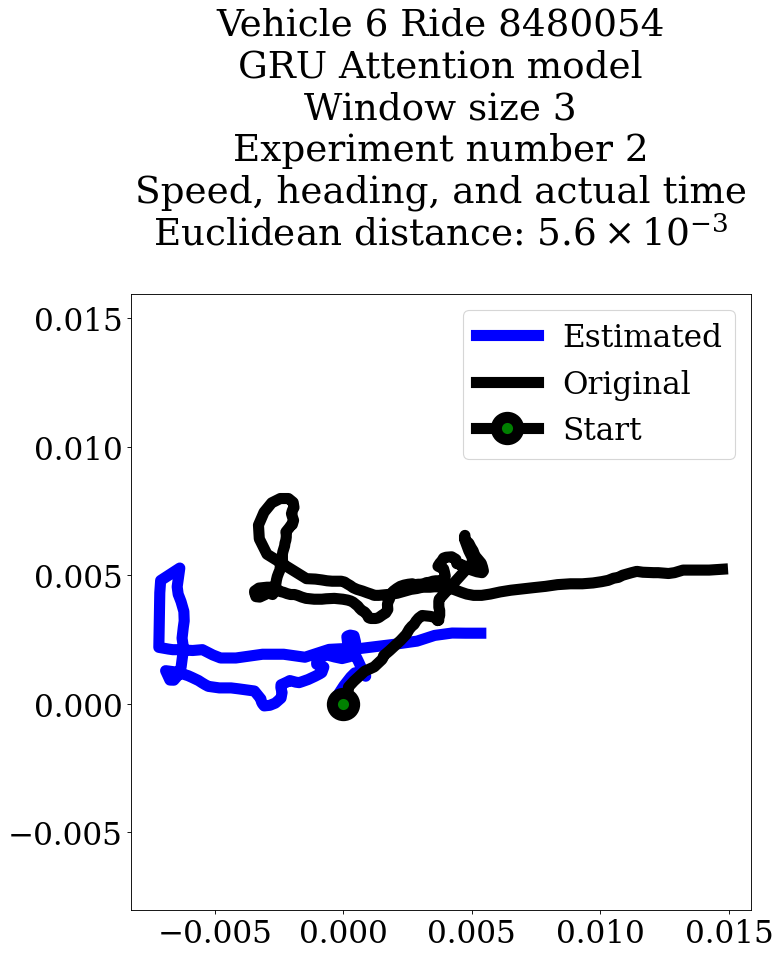 Vehicle 6 Ride 8480054
GRU Attention model
Window size 3
Experiment number 2
Speed, heading, and actual time
Euclidean distance: 5.6 × 10⁻³
Estimated
Original
Start
0.015
0.010
0.005
0.000
−0.005
−0.005 0.000 0.005 0.010 0.015